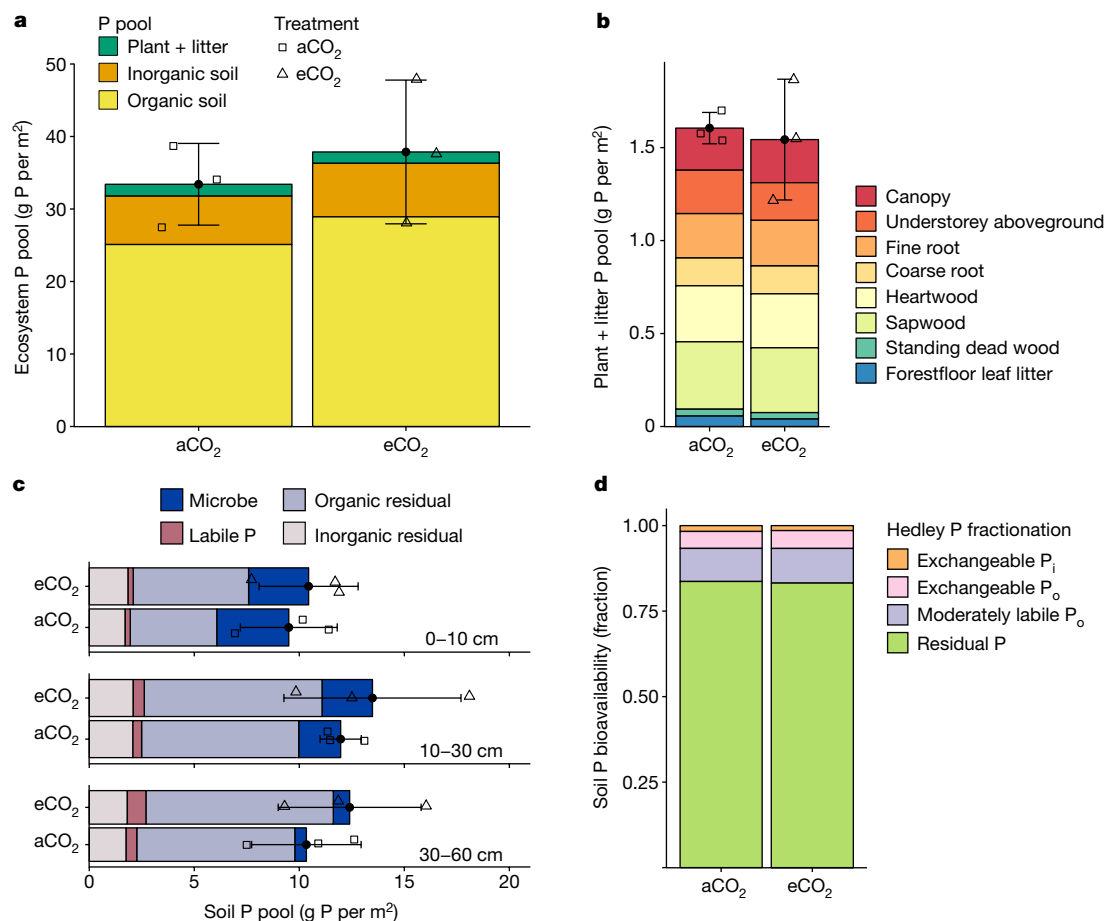 a
P pool
Plant + litter
Inorganic soil
Organic soil
Treatment
aCO₂
eCO₂
Ecosystem P pool (g P per m²)
50
40
30
20
10
0
aCO₂
eCO₂
b
Plant + litter P pool (g P per m²)
1.5
1.0
0.5
0
aCO₂
eCO₂
Canopy
Understorey aboveground
Fine root
Coarse root
Heartwood
Sapwood
Standing dead wood
Forestfloor leaf litter
c
Microbe
Organic residual
Labile P
Inorganic residual
eCO₂
aCO₂
0–10 cm
eCO₂
aCO₂
10–30 cm
eCO₂
aCO₂
30–60 cm
0
5
10
15
20
Soil P pool (g P per m²)
d
Soil P bioavailability (fraction)
1.00
0.75
0.50
0.25
aCO₂
eCO₂
Hedley P fractionation
Exchangeable Pᵢ
Exchangeable Pₒ
Moderately labile Pₒ
Residual P